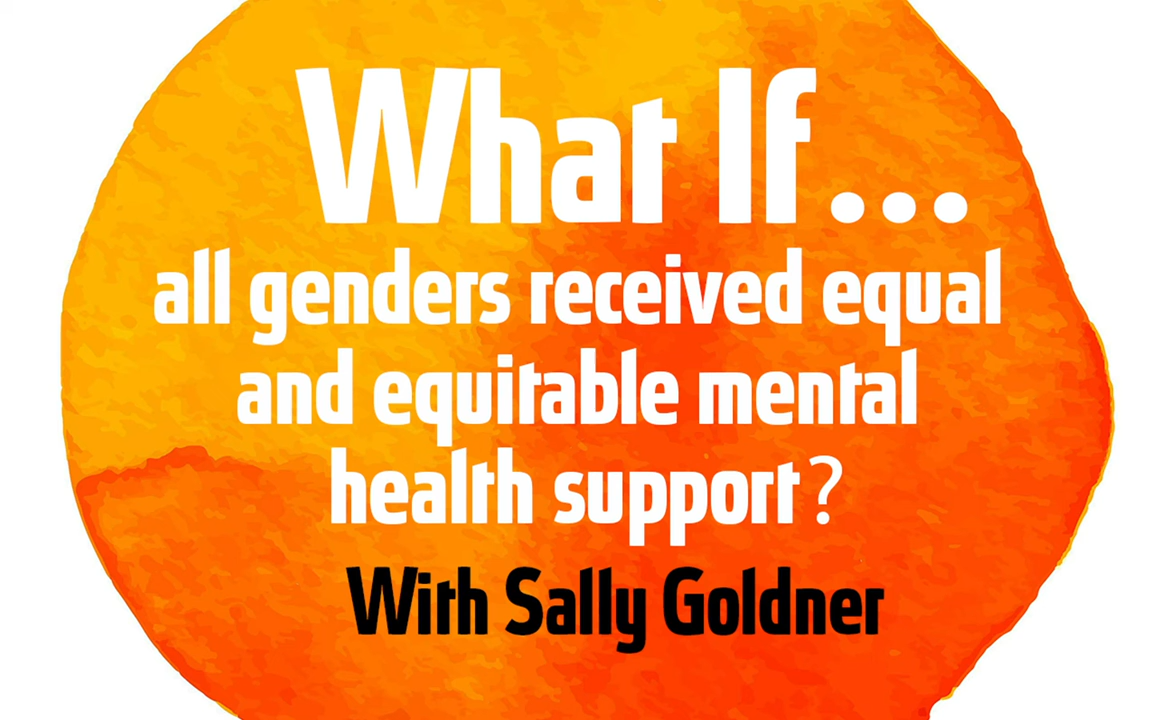 What If...
all genders received equal
and equitable mental
health support?
With Sally Goldner